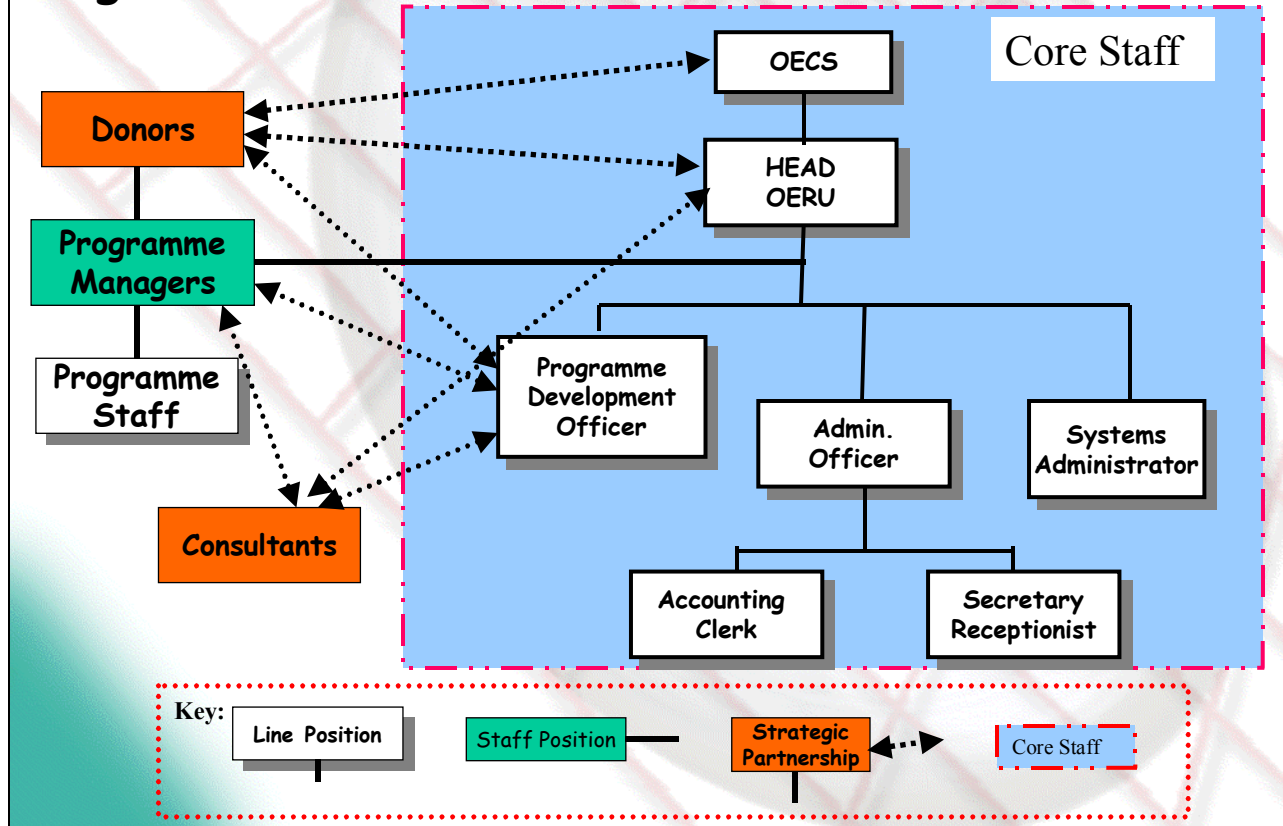 Core Staff
OECS
Donors
HEAD
OERU
Programme
Managers
Programme
Staff
Programme
Development
Officer
Admin.
Officer
Systems
Administrator
Consultants
Accounting
Clerk
Secretary
Receptionist
Key:
Line Position
Staff Position
Strategic
Partnership
Core Staff